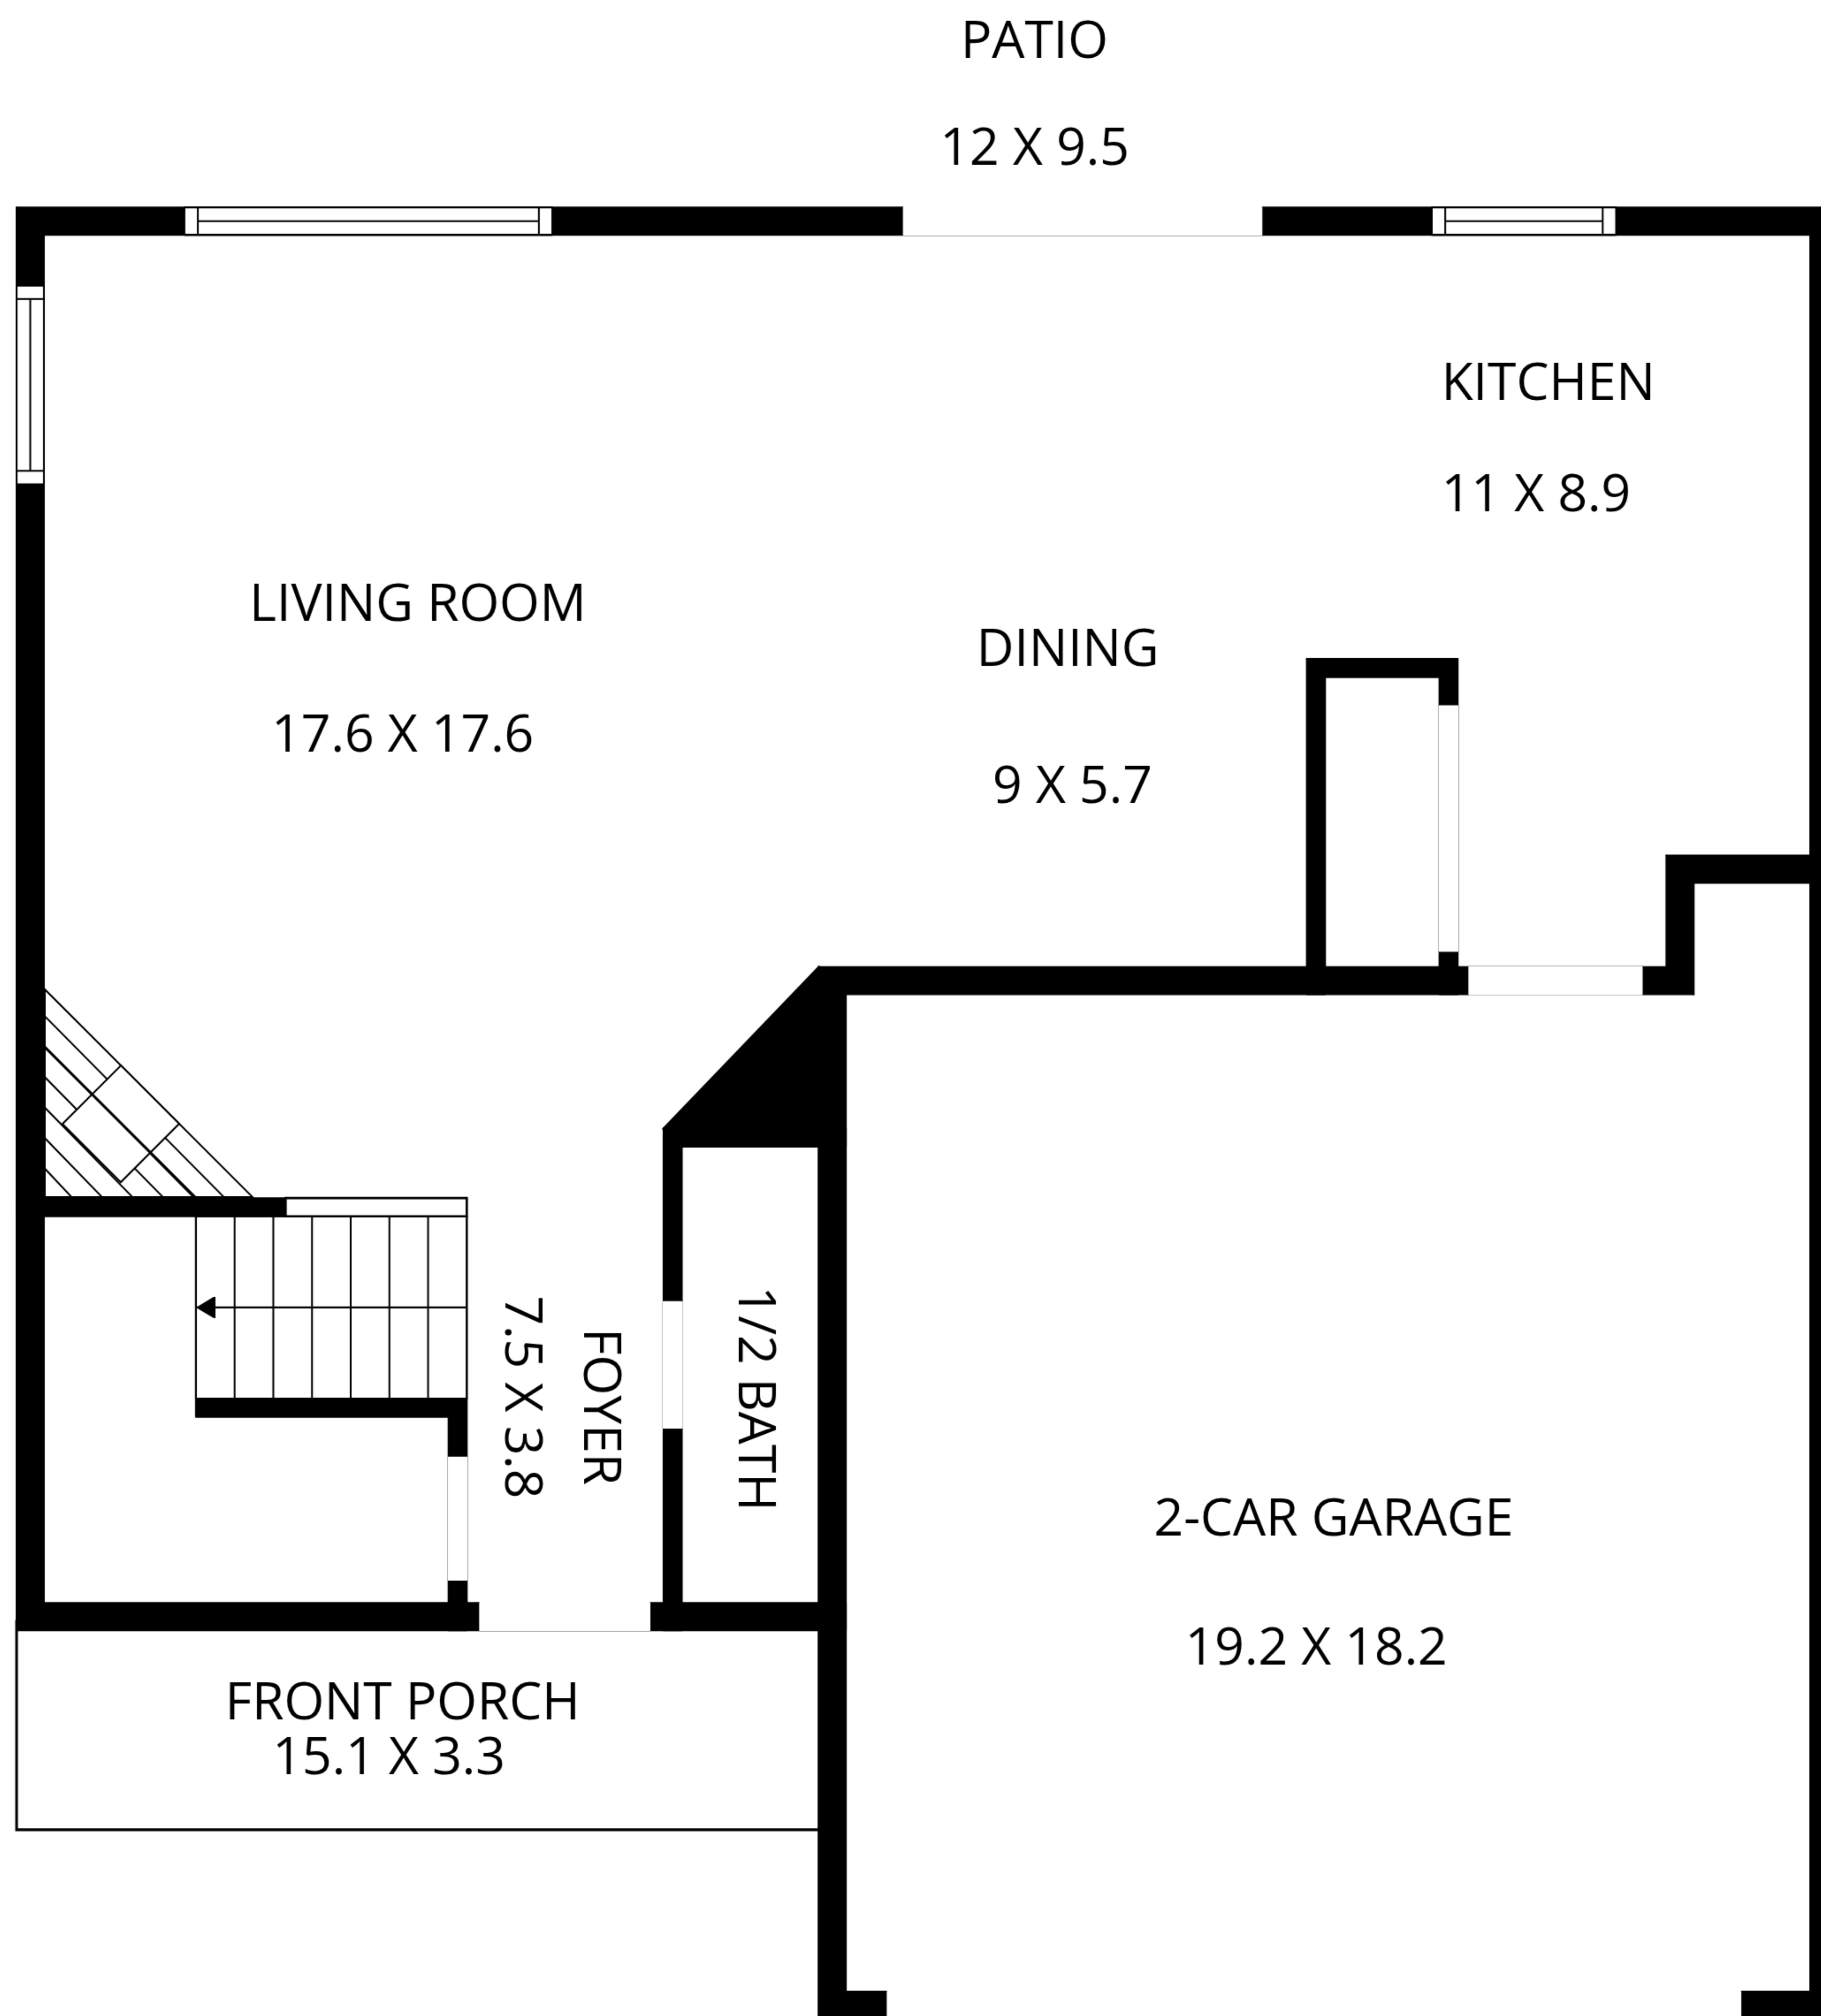 PATIO
12 X 9.5
KITCHEN
11 X 8.9
LIVING ROOM
17.6 X 17.6
DINING
9 X 5.7
FOYER
7.5 X 3.8
1/2 BATH
2-CAR GARAGE
19.2 X 18.2
FRONT PORCH
15.1 X 3.3